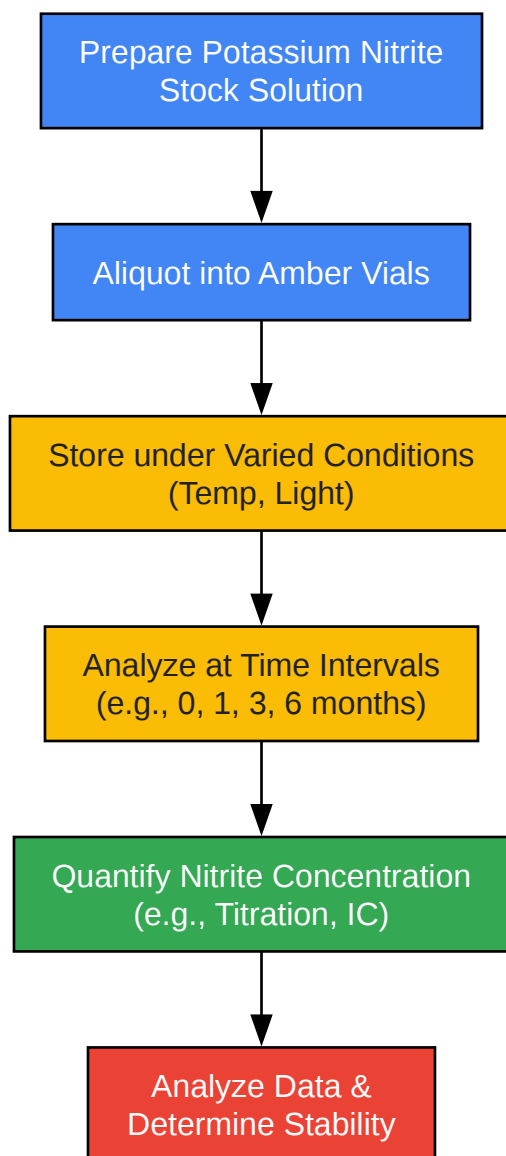 Prepare Potassium Nitrite
Stock Solution
Aliquot into Amber Vials
Store under Varied Conditions
(Temp, Light)
Analyze at Time Intervals
(e.g., 0, 1, 3, 6 months)
Quantify Nitrite Concentration
(e.g., Titration, IC)
Analyze Data &
Determine Stability